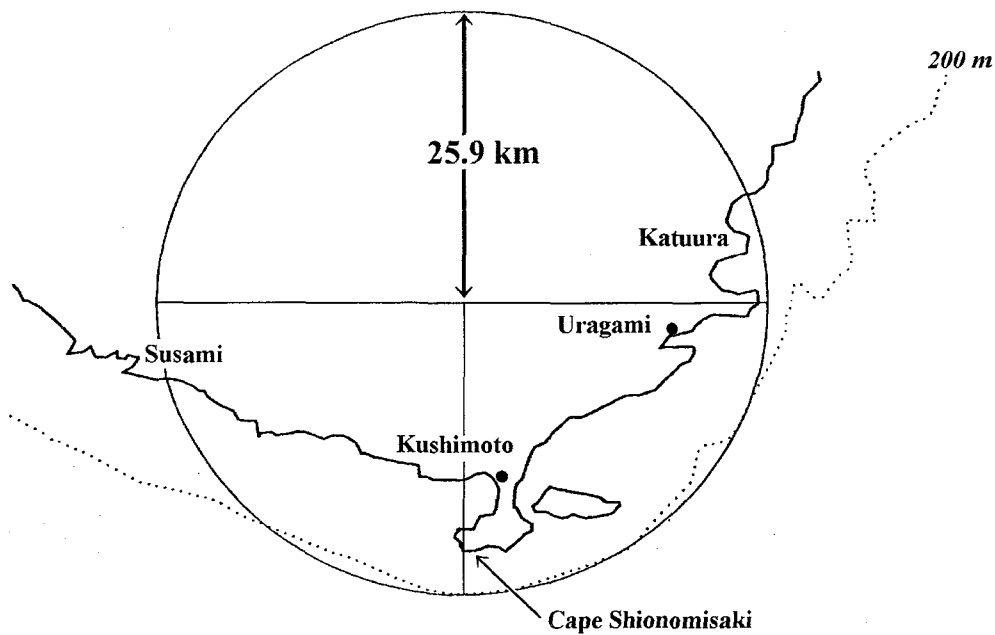 200 m
25.9 km
Katuura
Uragami
Susami
Kushimoto
Cape Shionomisaki